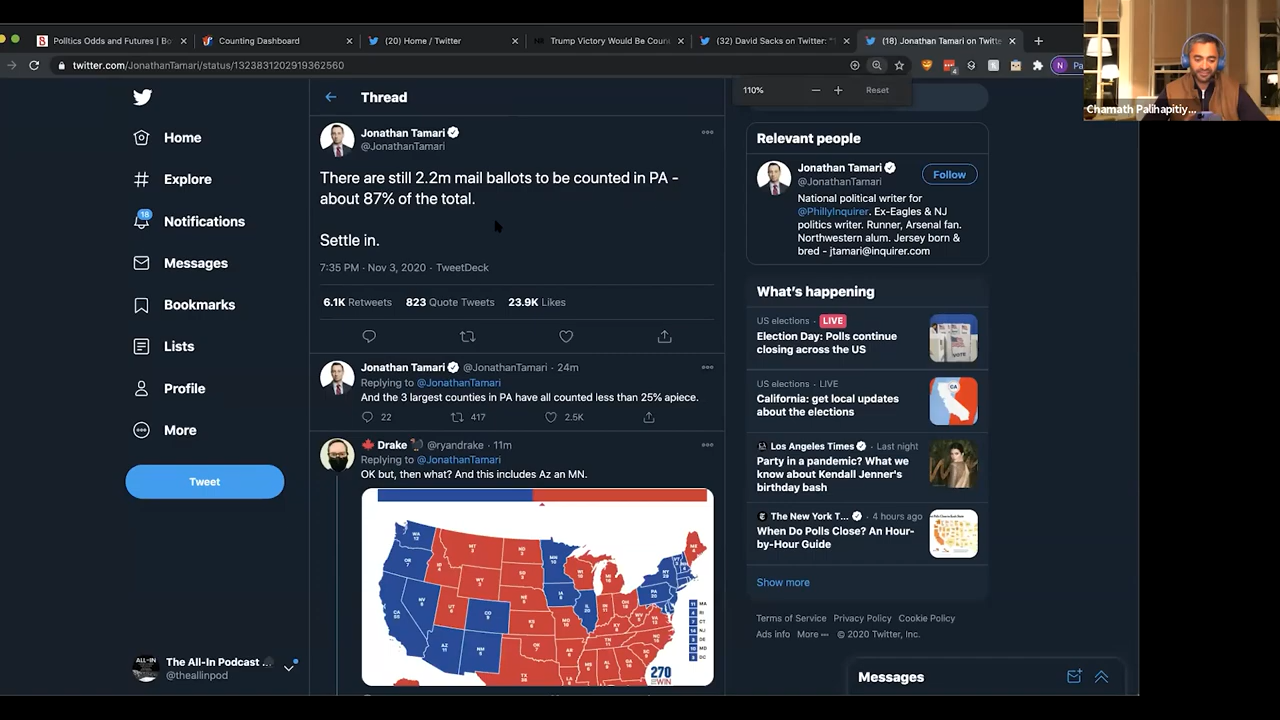 Politics Odds and Futures | Bo
Counting Dashboard
Trump Victory Would Be Coun
(32) David Sacks on Twitter: "
(18) Jonathan Tamari on Twitte
twitter.com/JonathanTamari/status/1323831202919362560
110%
Reset
Chamath Palihapitiy...
Home
Explore
18
Notifications
Messages
Bookmarks
Lists
Profile
More
Tweet
The All-In Podcast ...
@theallinpod
Thread
Jonathan Tamari
@JonathanTamari
There are still 2.2m mail ballots to be counted in PA -
about 87% of the total.
Settle in.
7:35 PM · Nov 3, 2020 · TweetDeck
6.1K Retweets 823 Quote Tweets 23.9K Likes
Jonathan Tamari @JonathanTamari · 24m
Replying to @JonathanTamari
And the 3 largest counties in PA have all counted less than 25% apiece.
22 417 2.5K
Drake @ryandrake · 11m
Replying to @JonathanTamari
OK but, then what? And this includes Az an MN.
270
WIN
Relevant people
Jonathan Tamari
@JonathanTamari
Follow
National political writer for
@PhillyInquirer. Ex-Eagles & NJ
politics writer. Runner, Arsenal fan.
Northwestern alum. Jersey born &
bred - jtamari@inquirer.com
What's happening
US elections · LIVE
Election Day: Polls continue
closing across the US
US elections · LIVE
California: get local updates
about the elections
Los Angeles Times · Last night
Party in a pandemic? What we
know about Kendall Jenner's
birthday bash
The New York T... · 4 hours ago
When Do Polls Close? An Hour-
by-Hour Guide
Show more
Terms of Service Privacy Policy Cookie Policy
Ads info More ··· © 2020 Twitter, Inc.
Messages